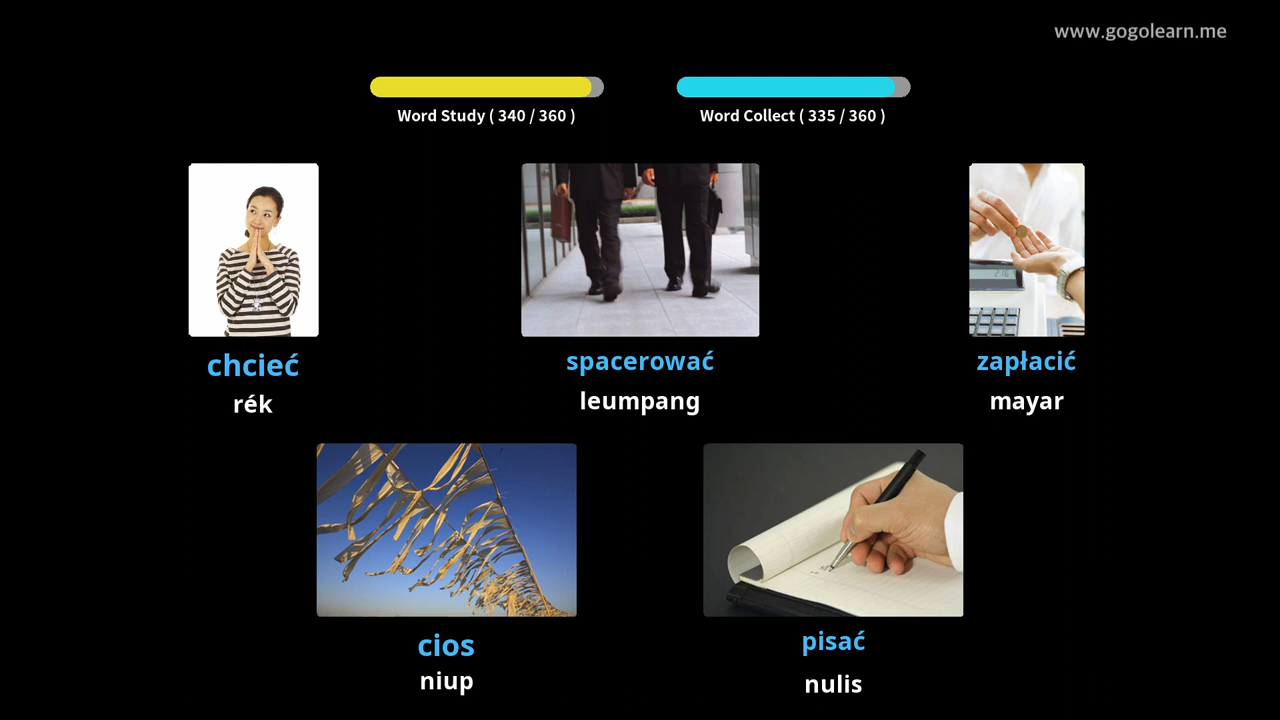 www.gogolearn.me
Word Study ( 340 / 360 )
Word Collect ( 335 / 360 )
chcieć
rék
spacerować
leumpang
zapłacić
mayar
cios
niup
pisać
nulis